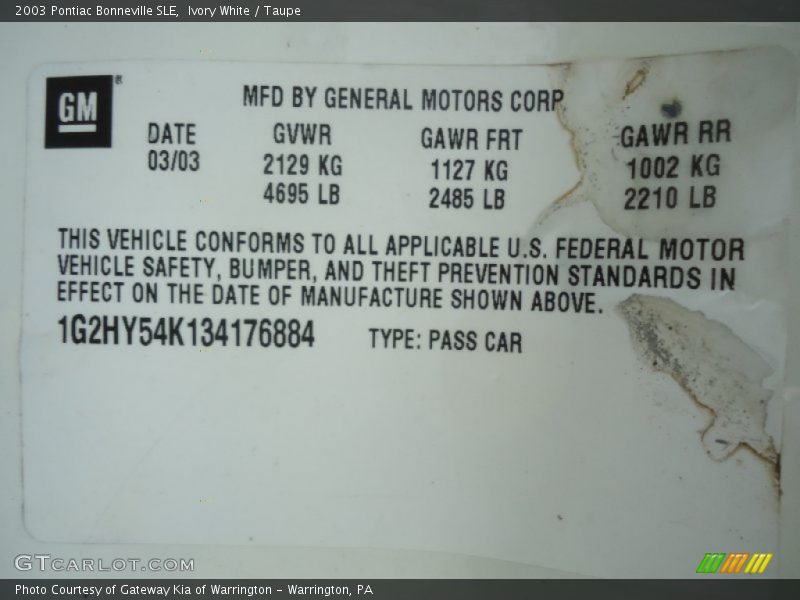 2003 Pontiac Bonneville SLE,  Ivory White / Taupe
GM®
MFD BY GENERAL MOTORS CORP
DATE GVWR GAWR FRT GAWR RR
03/03 2129 KG 1127 KG 1002 KG
4695 LB 2485 LB 2210 LB
THIS VEHICLE CONFORMS TO ALL APPLICABLE U.S. FEDERAL MOTOR
VEHICLE SAFETY, BUMPER, AND THEFT PREVENTION STANDARDS IN
EFFECT ON THE DATE OF MANUFACTURE SHOWN ABOVE.
1G2HY54K134176884 TYPE: PASS CAR
GTCARLOT.COM
Photo Courtesy of Gateway Kia of Warrington - Warrington, PA